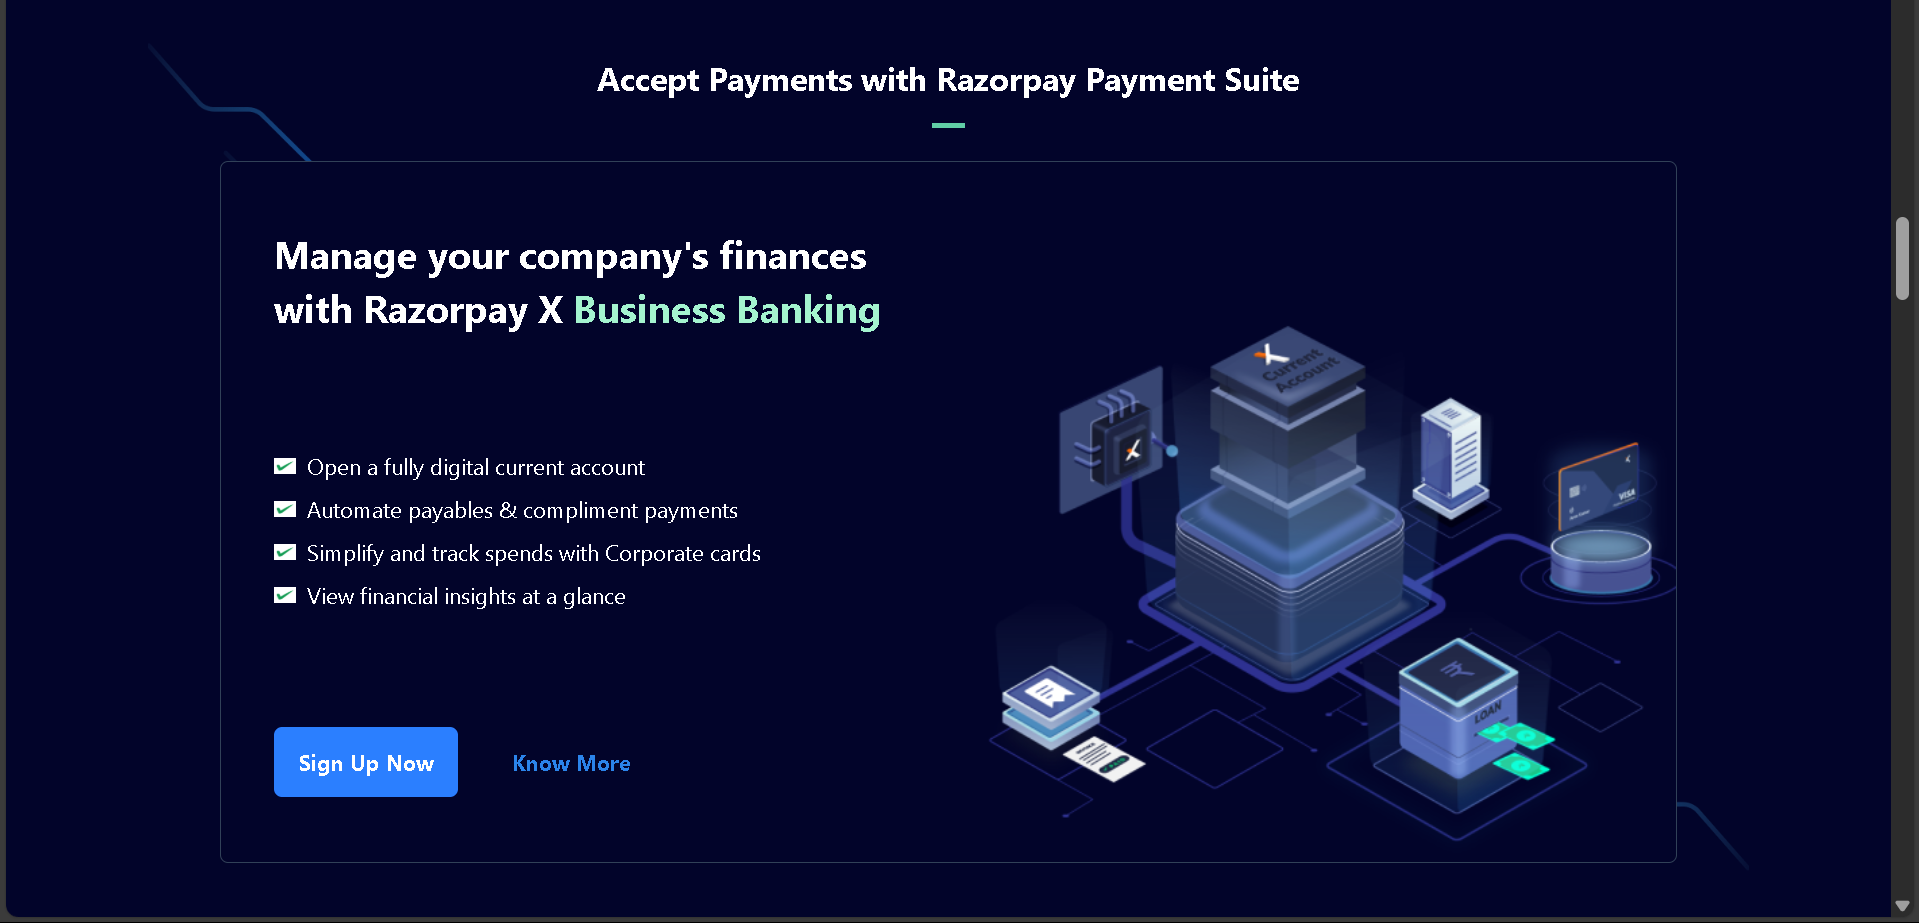 Accept Payments with Razorpay Payment Suite
Manage your company's finances
with Razorpay X Business Banking
Open a fully digital current account
Automate payables & compliment payments
Simplify and track spends with Corporate cards
View financial insights at a glance
Sign Up Now
Know More
Current
Account
VISA
LOAN